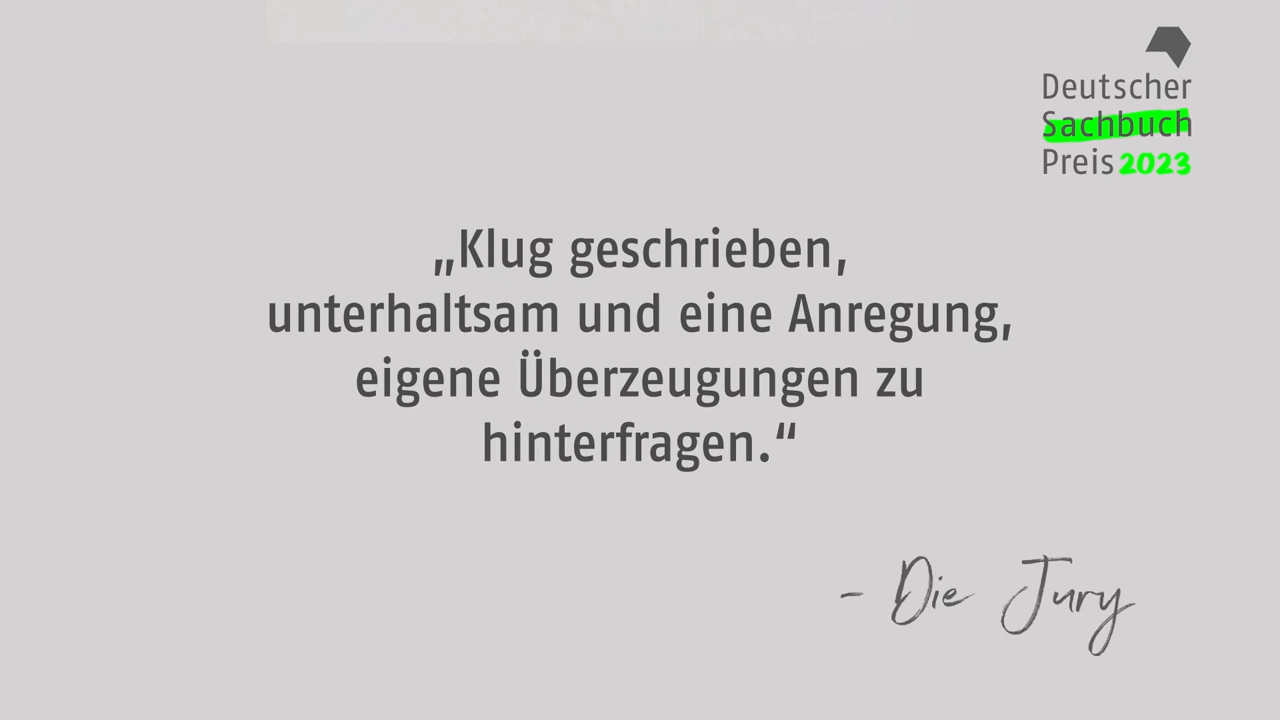 Deutscher
Sachbuch
Preis 2023
„Klug geschrieben,
unterhaltsam und eine Anregung,
eigene Überzeugungen zu
hinterfragen.“
- Die Jury